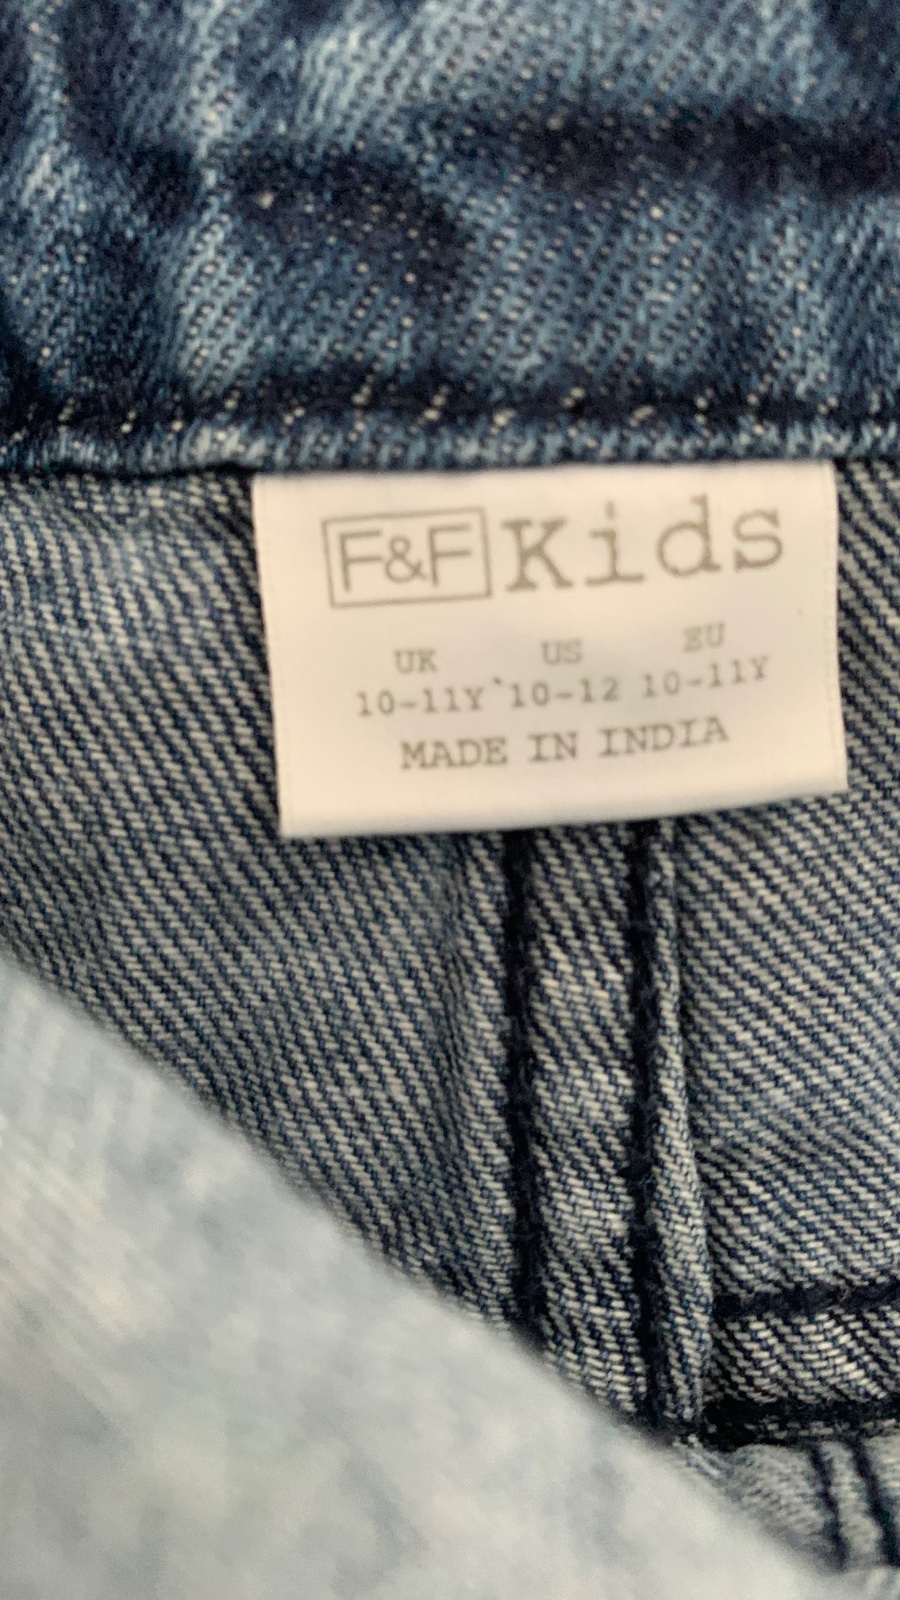 F&F Kids
UK US EU
10-11Y 10-12 10-11Y
MADE IN INDIA